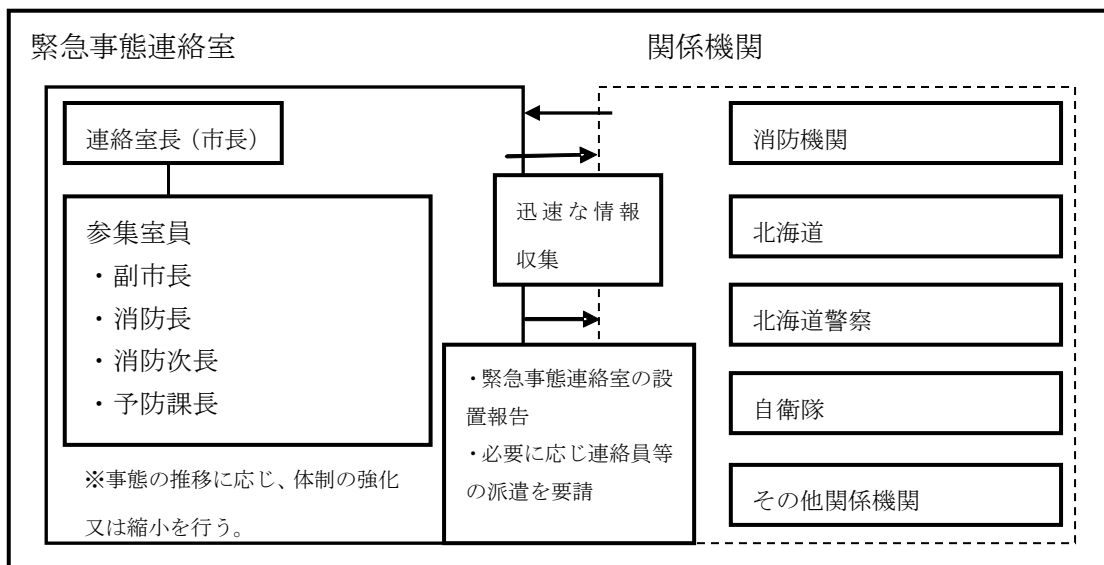 緊急事態連絡室
関係機関
連絡室長（市長）
参集室員
・副市長
・消防長
・消防次長
・予防課長
※事態の推移に応じ、体制の強化
又は縮小を行う。
迅速な情報
収集
・緊急事態連絡室の設
置報告
・必要に応じ連絡員等
の派遣を要請
消防機関
北海道
北海道警察
自衛隊
その他関係機関